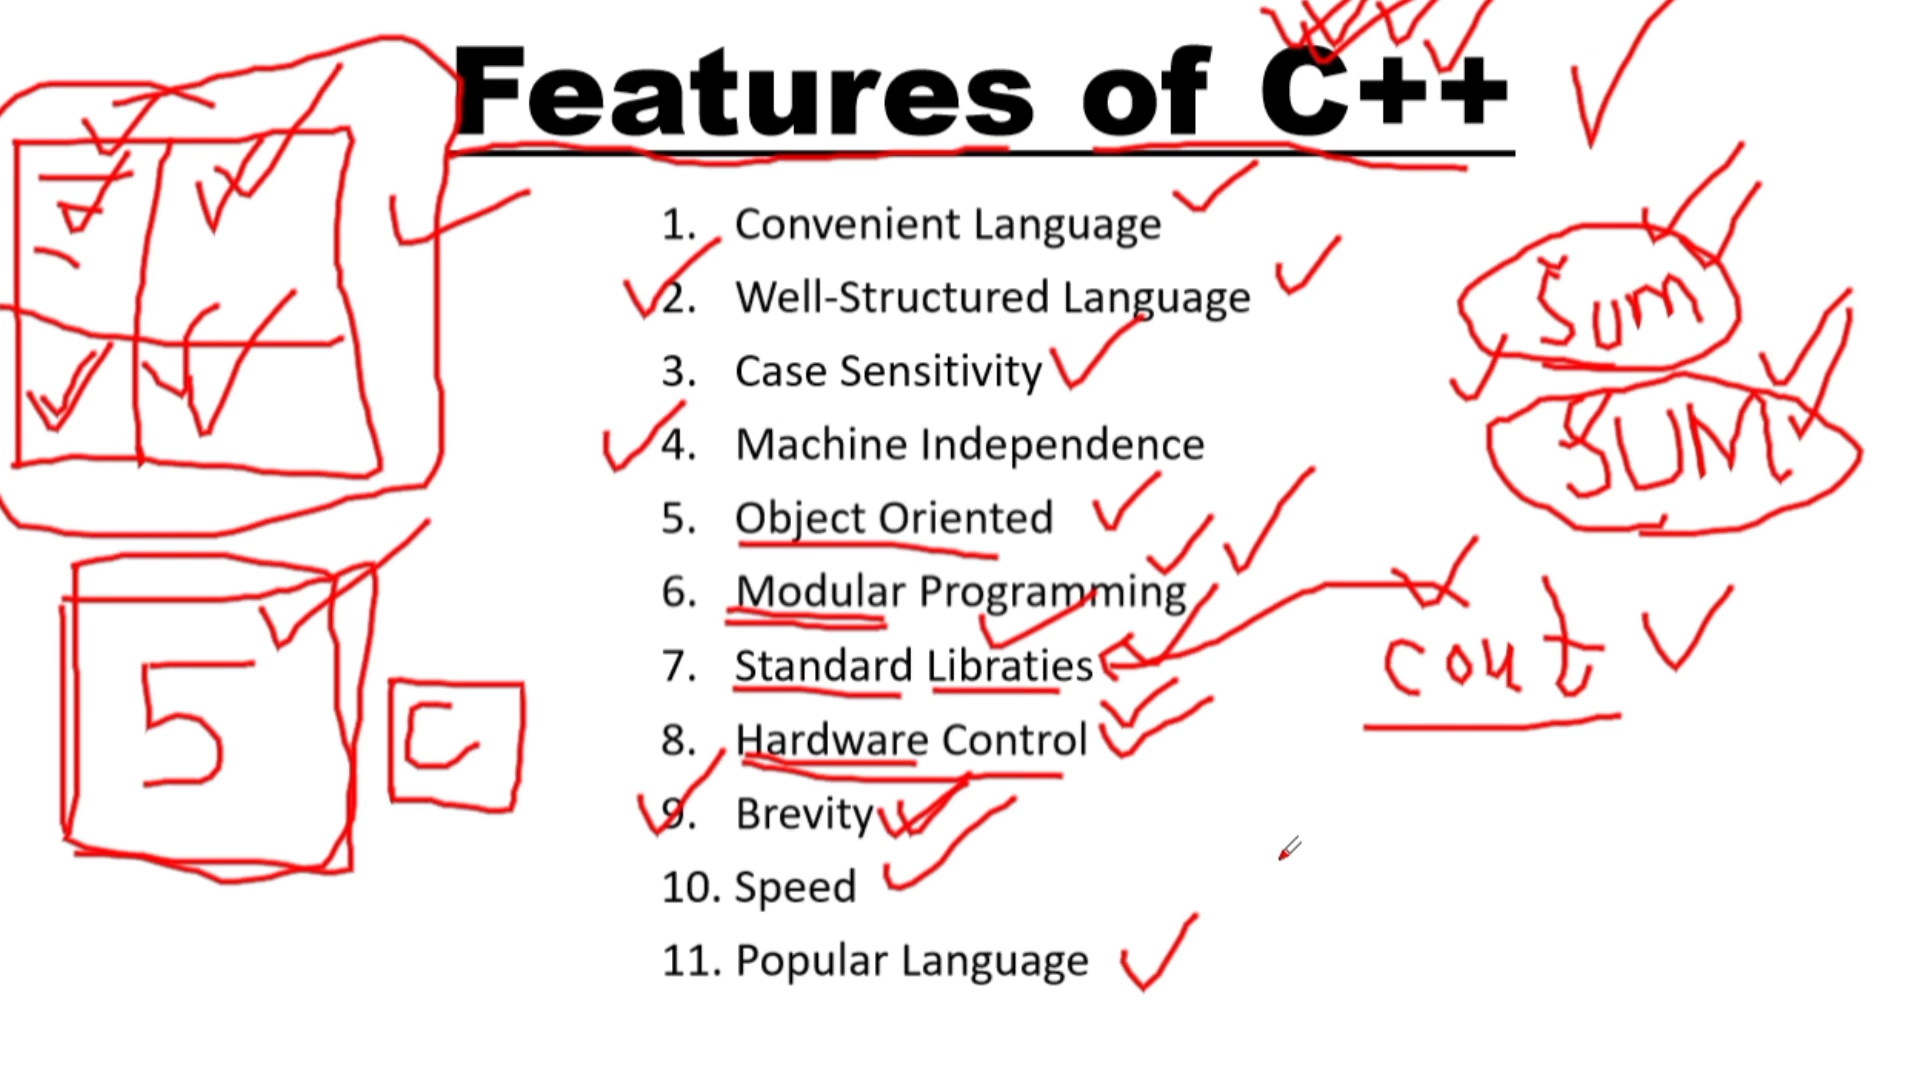 Features of C++
1. Convenient Language
2. Well-Structured Language
3. Case Sensitivity
4. Machine Independence
5. Object Oriented
6. Modular Programming
7. Standard Libraties
8. Hardware Control
9. Brevity
10. Speed
11. Popular Language
Sum
SUM
cout
5
C